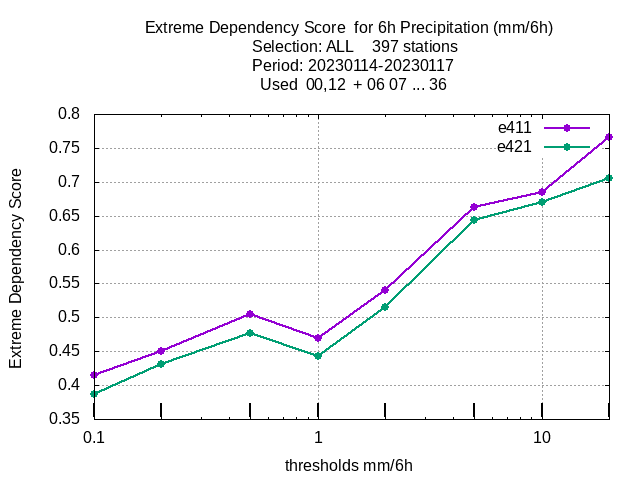 Extreme Dependency Score  for 6h Precipitation (mm/6h)
Selection: ALL    397 stations
Period: 20230114-20230117
Used  00,12  + 06 07 ... 36
e411
e421
0.8
0.75
0.7
0.65
0.6
0.55
0.5
0.45
0.4
0.35
Extreme Dependency Score
0.1
1
10
thresholds mm/6h